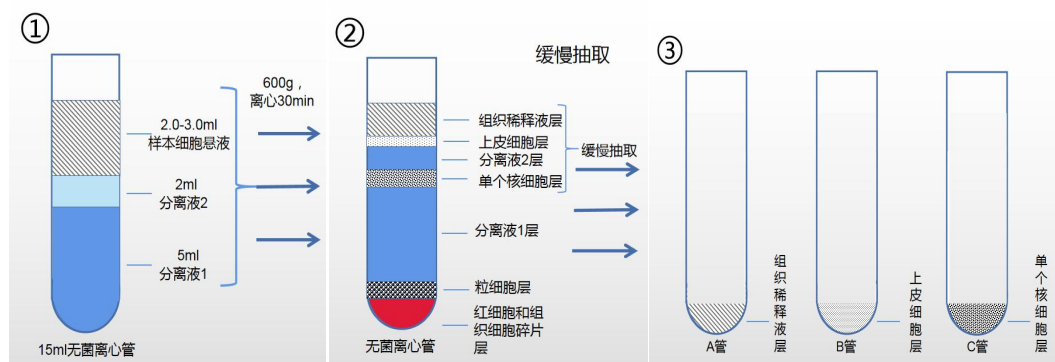 ①
600g，
离心30min
2.0-3.0ml
样本细胞悬液
2ml
分离液2
5ml
分离液1
15ml无菌离心管
②
缓慢抽取
组织稀释液层
上皮细胞层
分离液2层
单个核细胞层
缓慢抽取
分离液1层
粒细胞层
红细胞和组
织细胞碎片
层
无菌离心管
③
组织稀释液层
A管
上皮细胞层
B管
单个核细胞层
C管